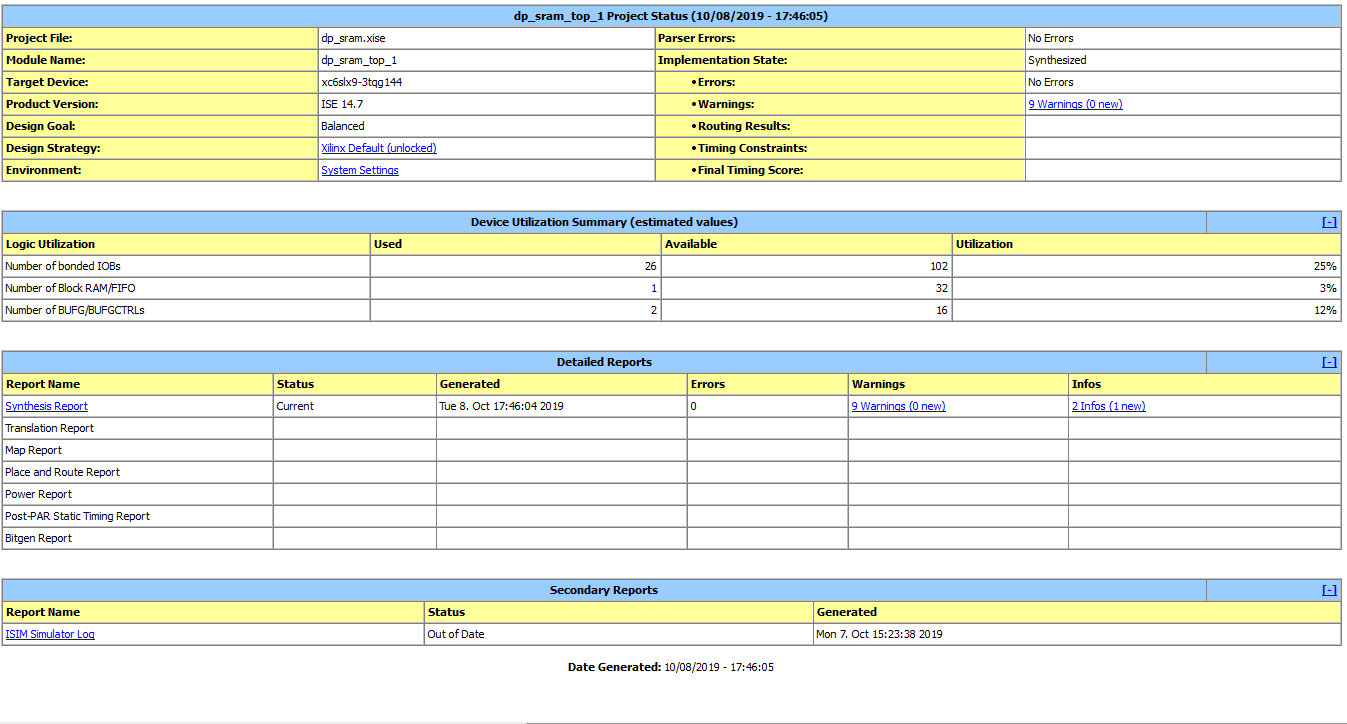 dp_sram_top_1 Project Status (10/08/2019 - 17:46:05)
Project File: dp_sram.xise Parser Errors: No Errors
Module Name: dp_sram_top_1 Implementation State: Synthesized
Target Device: xc6slx9-3tqg144 •Errors: No Errors
Product Version: ISE 14.7 •Warnings: 9 Warnings (0 new)
Design Goal: Balanced •Routing Results:
Design Strategy: Xilinx Default (unlocked) •Timing Constraints:
Environment: System Settings •Final Timing Score:
Device Utilization Summary (estimated values) [-]
Logic Utilization Used Available Utilization
Number of bonded IOBs 26 102 25%
Number of Block RAM/FIFO 1 32 3%
Number of BUFG/BUFGCTRLs 2 16 12%
Detailed Reports [-]
Report Name Status Generated Errors Warnings Infos
Synthesis Report Current Tue 8. Oct 17:46:04 2019 0 9 Warnings (0 new) 2 Infos (1 new)
Translation Report
Map Report
Place and Route Report
Power Report
Post-PAR Static Timing Report
Bitgen Report
Secondary Reports [-]
Report Name Status Generated
ISIM Simulator Log Out of Date Mon 7. Oct 15:23:38 2019
Date Generated: 10/08/2019 - 17:46:05